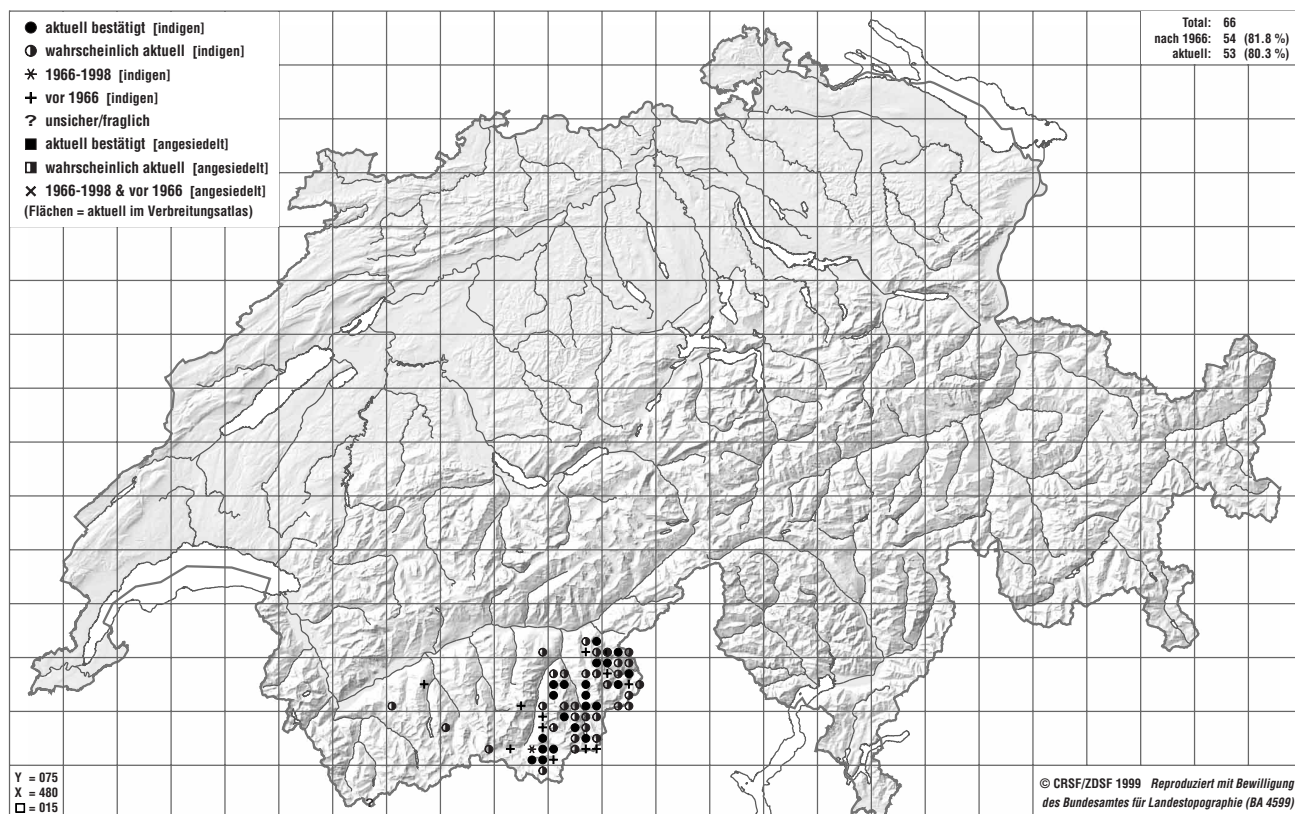 aktuell bestätigt [indigen]
wahrscheinlich aktuell [indigen]
1966-1998 [indigen]
vor 1966 [indigen]
? unsicher/fraglich
aktuell bestätigt [angesiedelt]
wahrscheinlich aktuell [angesiedelt]
1966-1998 & vor 1966 [angesiedelt]
(Flächen = aktuell im Verbreitungsatlas)
Total: 66
nach 1966: 54 (81.8 %)
aktuell: 53 (80.3 %)
?
Y = 075
X = 480
= 015
© CRSF/ZDSF 1999 Reproduziert mit Bewilligung
des Bundesamtes für Landestopographie (BA 4599)